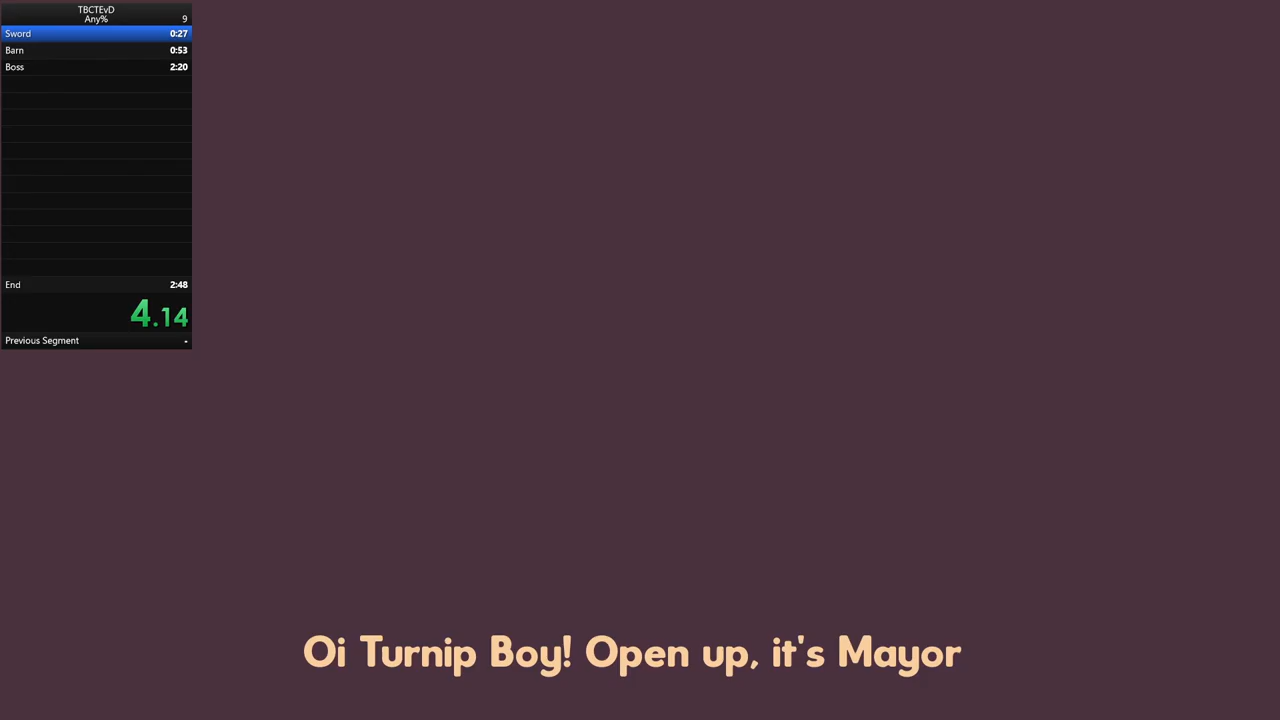 TBCTEvD
Any% 9
Sword 0:27
Barn 0:53
Boss 2:20
End 2:48
4.14
Previous Segment -
Oi Turnip Boy! Open up, it's Mayor